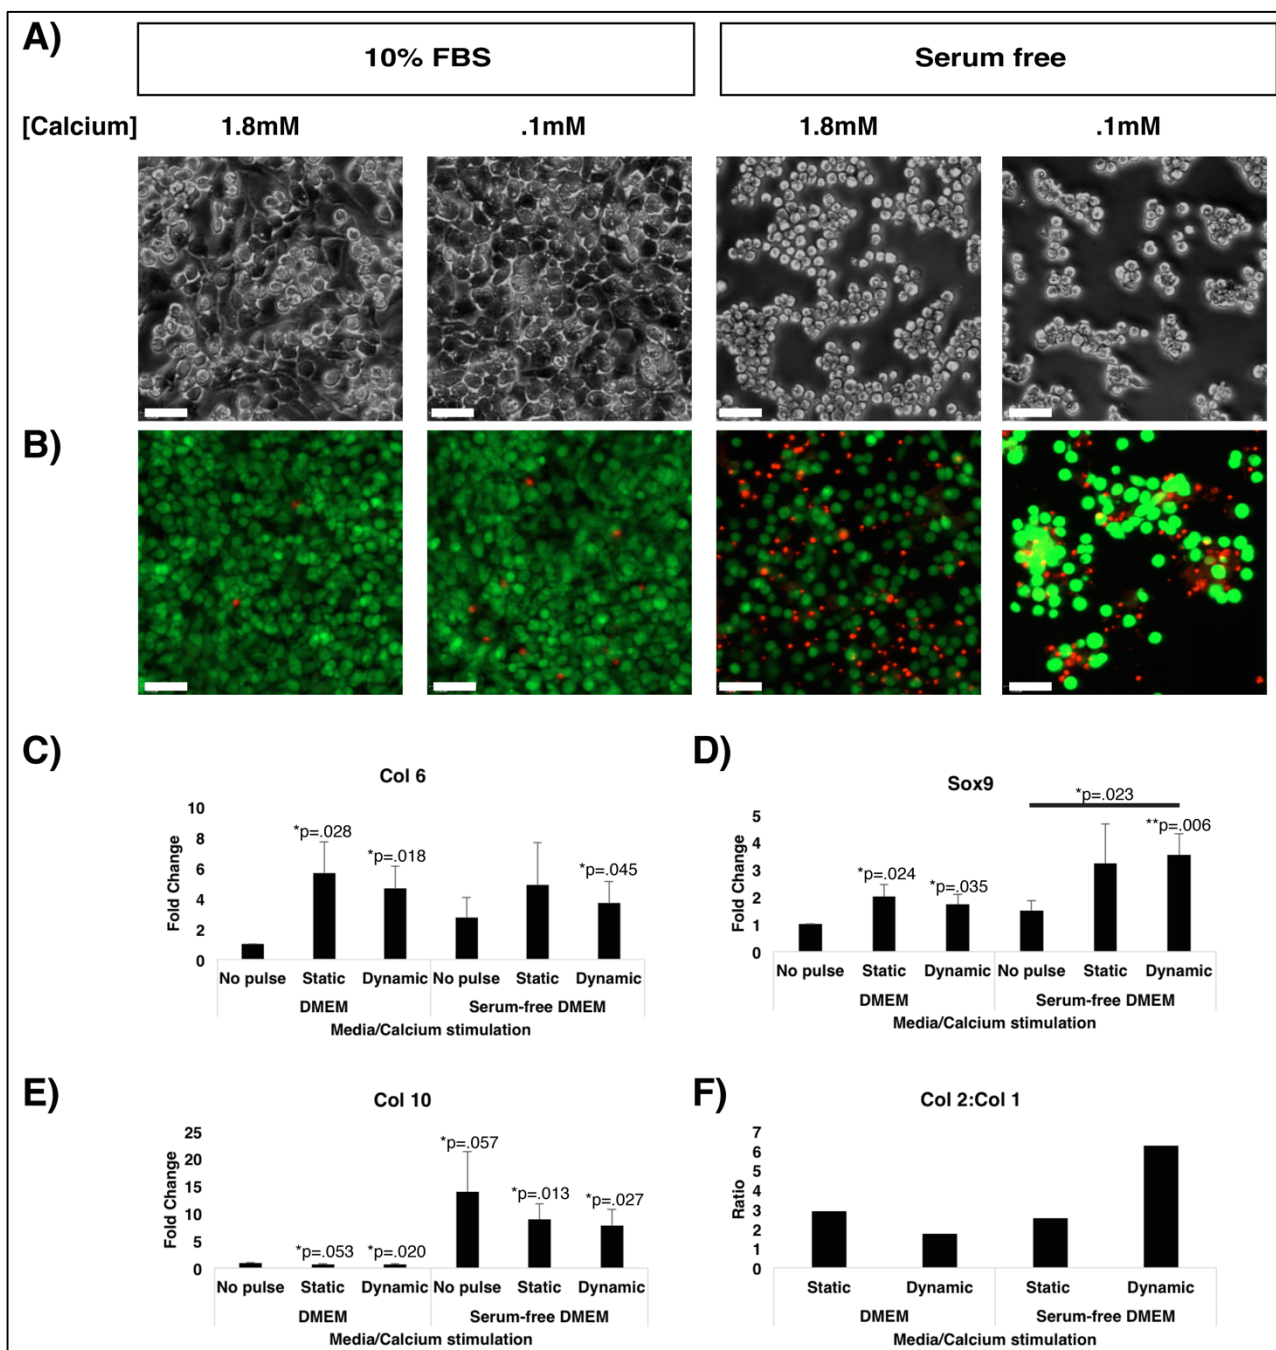 A)
10% FBS Serum free
[Calcium] 1.8mM .1mM 1.8mM .1mM
B)
C)
Col 6
10
8
6
4
2
0
Fold Change
*p=.028
*p=.018
*p=.045
No pulse Static Dynamic No pulse Static Dynamic
DMEM Serum-free DMEM
Media/Calcium stimulation
D)
Sox9
5
4
3
2
1
0
Fold Change
*p=.023
*p=.024
*p=.035
**p=.006
No pulse Static Dynamic No pulse Static Dynamic
DMEM Serum-free DMEM
Media/Calcium stimulation
E)
Col 10
25
20
15
10
5
0
Fold Change
*p=.053
*p=.020
*p=.057
*p=.013
*p=.027
No pulse Static Dynamic No pulse Static Dynamic
DMEM Serum-free DMEM
Media/Calcium stimulation
F)
Col 2:Col 1
7
6
5
4
3
2
1
0
Ratio
Static Dynamic Static Dynamic
DMEM Serum-free DMEM
Media/Calcium stimulation